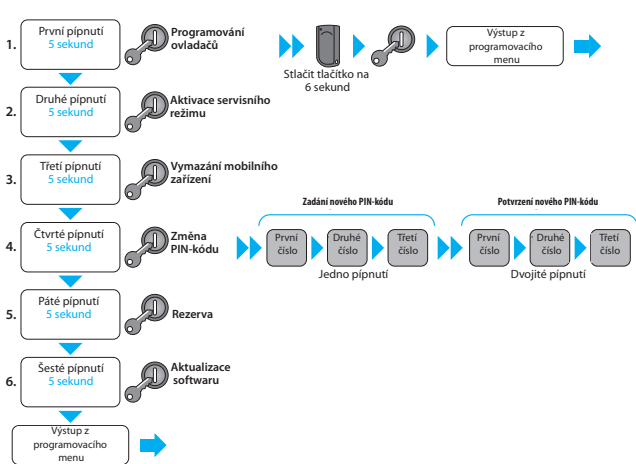 1.
První pípnutí
5 sekund
Programování
ovladačů
Stlačit tlačítko na
6 sekund
Výstup z
programovacího
menu
2.
Druhé pípnutí
5 sekund
Aktivace servisního
režimu
3.
Třetí pípnutí
5 sekund
Vymazání mobilního
zařízení
4.
Čtvrté pípnutí
5 sekund
Změna
PIN-kódu
Zadání nového PIN-kódu
První
číslo
Druhé
číslo
Třetí
číslo
Jedno pípnutí
Potvrzení nového PIN-kódu
První
číslo
Druhé
číslo
Třetí
číslo
Dvojité pípnutí
5.
Páté pípnutí
5 sekund
Rezerva
6.
Šesté pípnutí
5 sekund
Aktualizace
softwaru
Výstup z
programovacího
menu